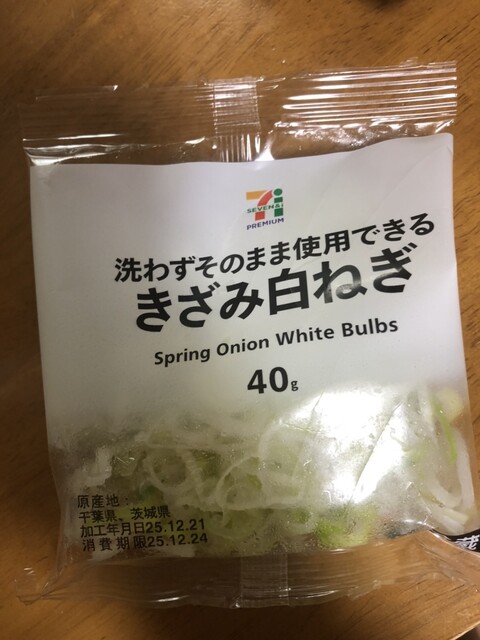 SEVEN&i
PREMIUM
洗わずそのまま使用できる
きざみ白ねぎ
Spring Onion White Bulbs
40g
原産地:
千葉県、茨城県
加工年月日25.12.21
消費期限25.12.24